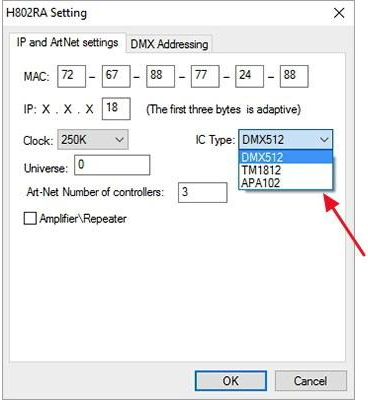 H802RA Setting
IP and ArtNet settings DMX Addressing
MAC: 72 - 67 - 88 - 77 - 24 - 88
IP: X . X . X 18 (The first three bytes is adaptive)
Clock: 250K IC Type: DMX512
DMX512
Universe: 0 TM1812
APA102
Art-Net Number of controllers: 3
Amplifier\Repeater
OK Cancel